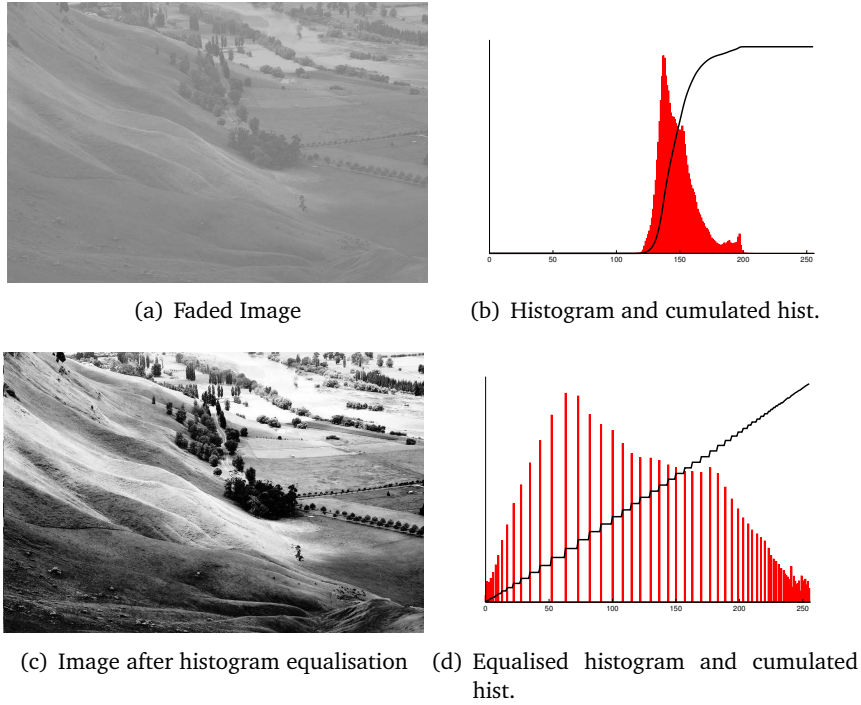 0 50 100 150 200 250
(a) Faded Image
(b) Histogram and cumulated hist.
0 50 100 150 200 250
(c) Image after histogram equalisation
(d) Equalised histogram and cumulated
hist.